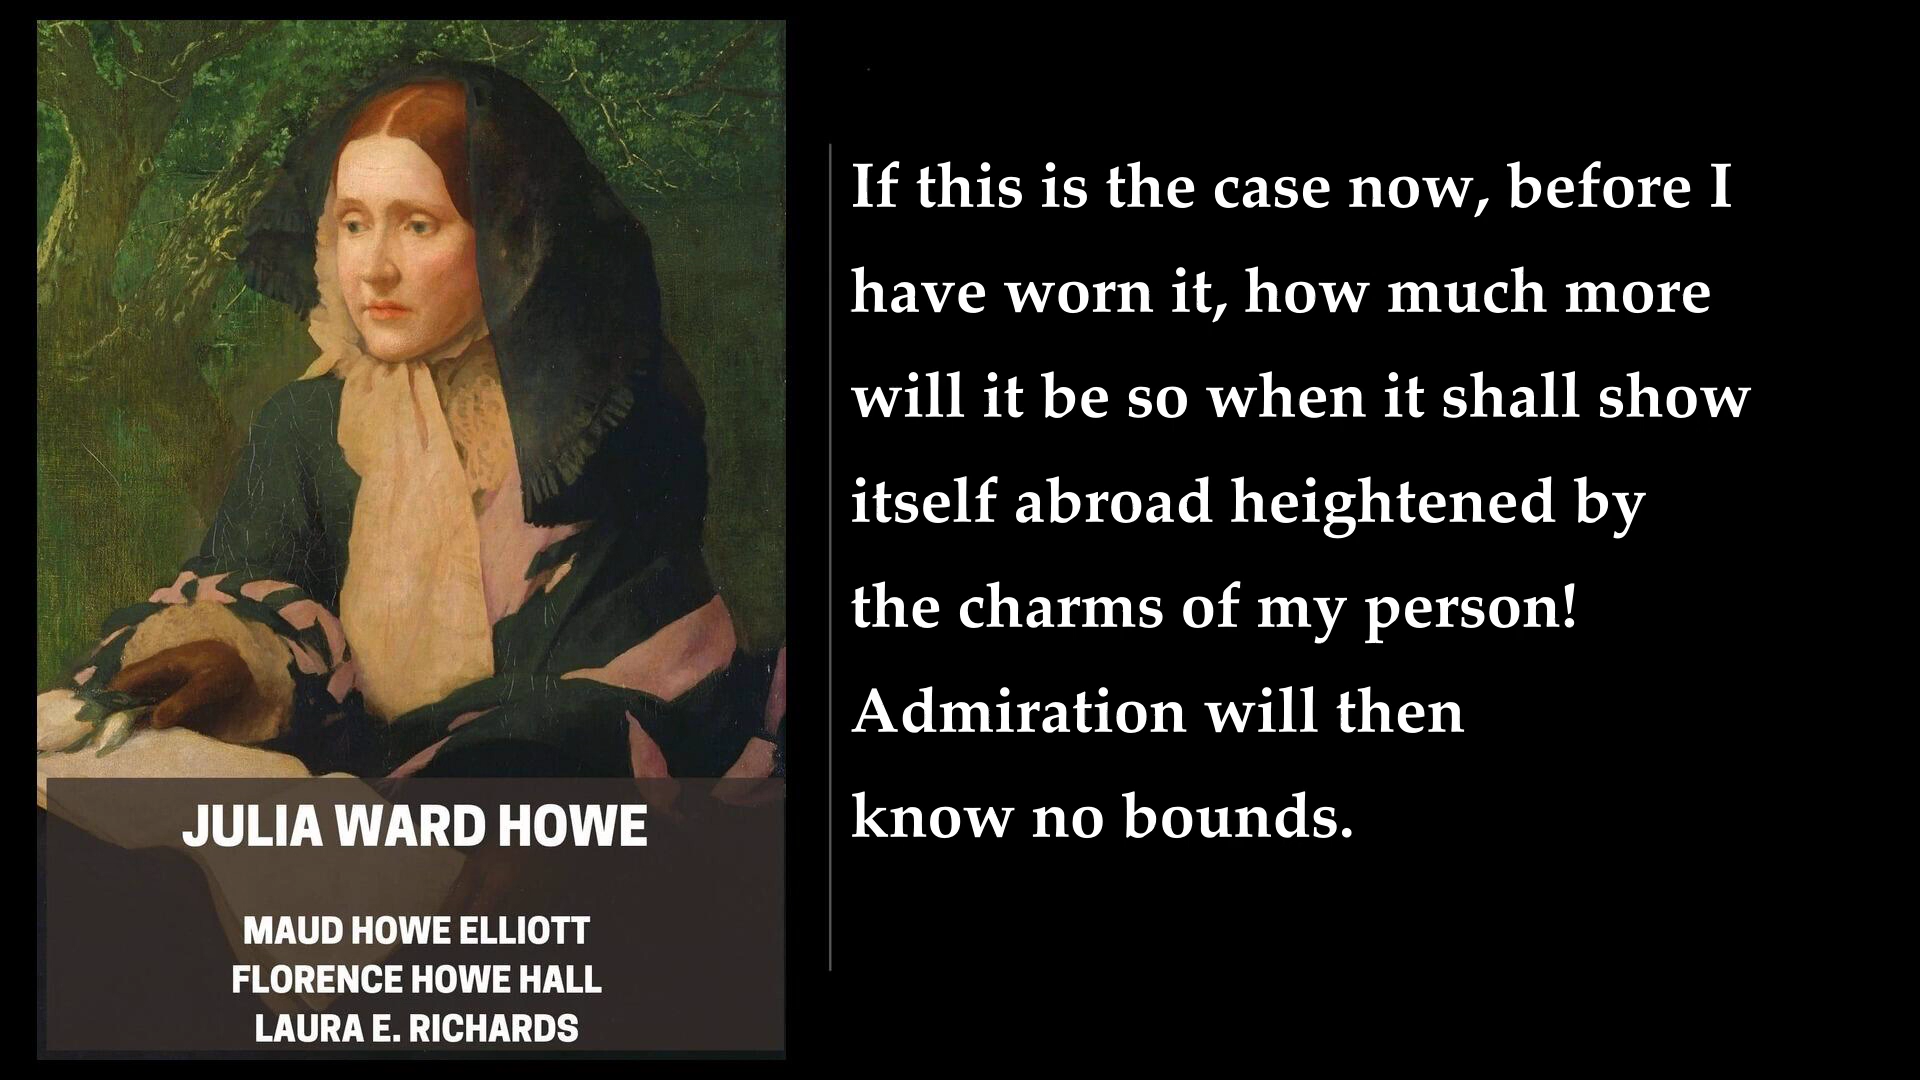 JULIA WARD HOWE
MAUD HOWE ELLIOTT
FLORENCE HOWE HALL
LAURA E. RICHARDS
If this is the case now, before I
have worn it, how much more
will it be so when it shall show
itself abroad heightened by
the charms of my person!
Admiration will then
know no bounds.